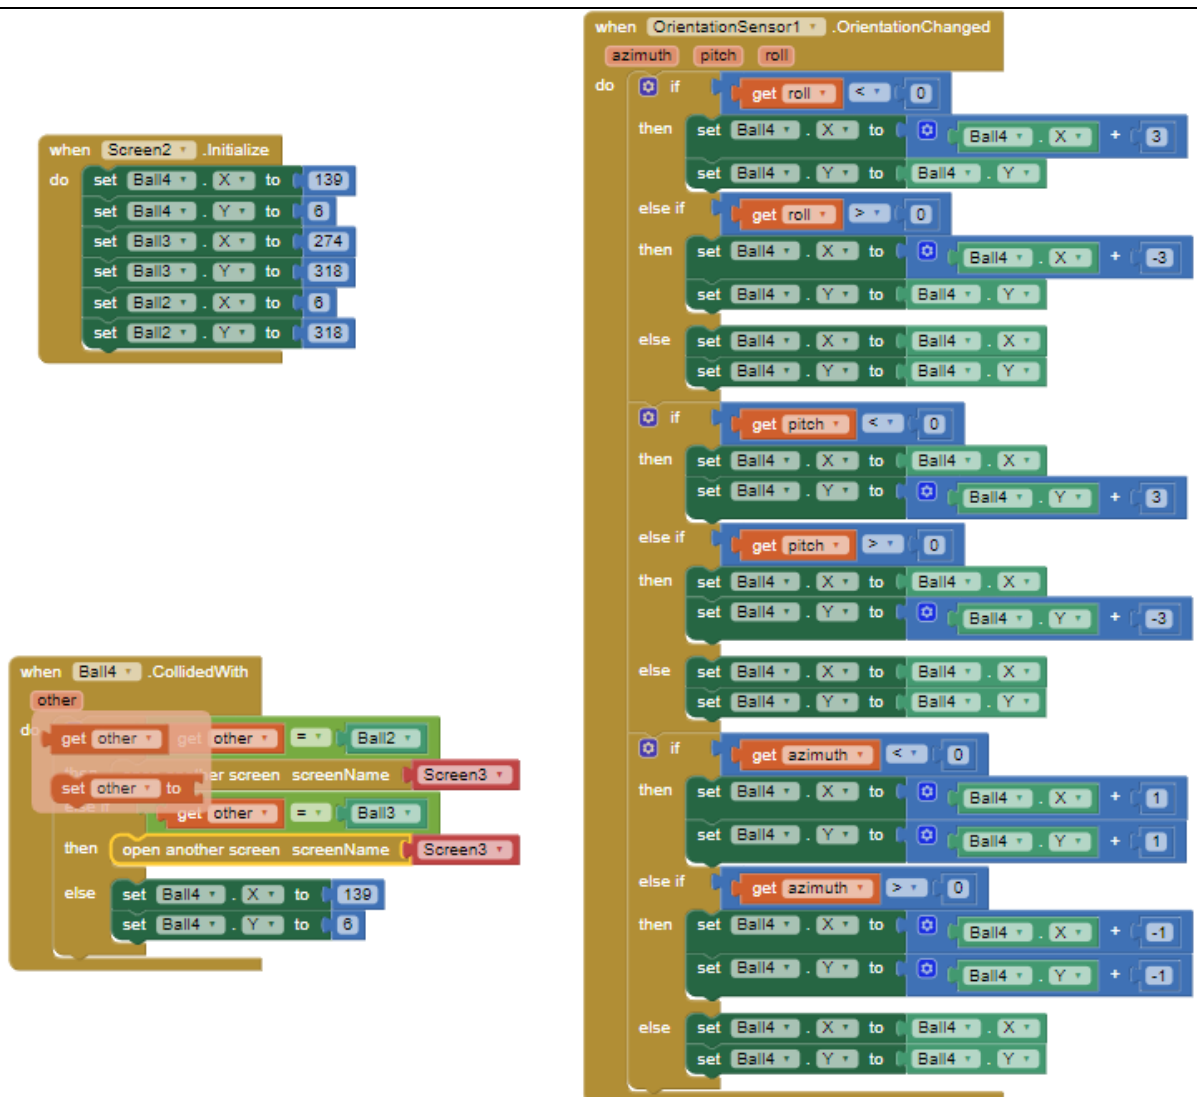 when Screen2 .Initialize
do set Ball4 . X to 139
set Ball4 . Y to 6
set Ball3 . X to 274
set Ball3 . Y to 318
set Ball2 . X to 6
set Ball2 . Y to 318
when Ball4 .CollidedWith
other
do get other get other = Ball2
another screen screenName Screen3
set other to
else if get other = Ball3
then open another screen screenName Screen3
else set Ball4 . X to 139
set Ball4 . Y to 6
when OrientationSensor1 .OrientationChanged
azimuth pitch roll
do if get roll < 0
then set Ball4 . X to Ball4 . X + 3
set Ball4 . Y to Ball4 . Y
else if get roll > 0
then set Ball4 . X to Ball4 . X + -3
set Ball4 . Y to Ball4 . Y
else set Ball4 . X to Ball4 . X
set Ball4 . Y to Ball4 . Y
if get pitch < 0
then set Ball4 . X to Ball4 . X
set Ball4 . Y to Ball4 . Y + 3
else if get pitch > 0
then set Ball4 . X to Ball4 . X
set Ball4 . Y to Ball4 . Y + -3
else set Ball4 . X to Ball4 . X
set Ball4 . Y to Ball4 . Y
if get azimuth < 0
then set Ball4 . X to Ball4 . X + 1
set Ball4 . Y to Ball4 . Y + 1
else if get azimuth > 0
then set Ball4 . X to Ball4 . X + -1
set Ball4 . Y to Ball4 . Y + -1
else set Ball4 . X to Ball4 . X
set Ball4 . Y to Ball4 . Y